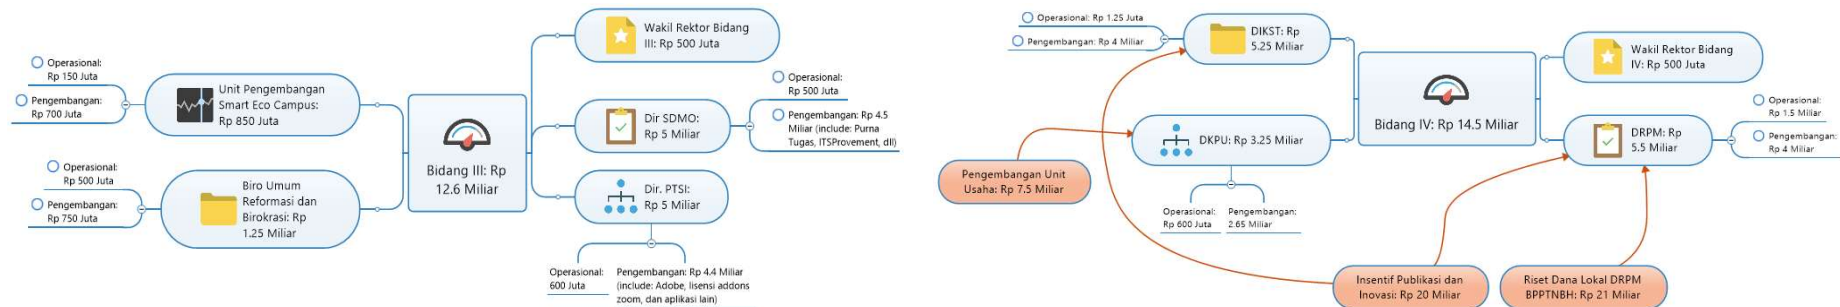 Operasional:
Rp 150 Juta
Pengembangan:
Rp 700 Juta
Unit Pengembangan
Smart Eco Campus:
Rp 850 Juta
Operasional:
Rp 500 Juta
Pengembangan:
Rp 750 Juta
Biro Umum
Reformasi dan
Birokrasi: Rp
1.25 Miliar
Bidang III: Rp
12.6 Miliar
Wakil Rektor Bidang
III: Rp 500 Juta
Dir SDMO:
Rp 5 Miliar
Operasional:
Rp 500 Juta
Pengembangan: Rp 4.5
Miliar (include: Purna
Tugas, ITSProvement, dll)
Dir. PTSI:
Rp 5 Miliar
Operasional:
600 Juta
Pengembangan: Rp 4.4 Miliar
(include: Adobe, lisensi addons
zoom, dan aplikasi lain)
Operasional: Rp 1.25 Juta
Pengembangan: Rp 4 Miliar
DIKST: Rp
5.25 Miliar
DKPU: Rp 3.25 Miliar
Operasional:
Rp 600 Juta
Pengembangan:
2.65 Miliar
Pengembangan Unit
Usaha: Rp 7.5 Miliar
Bidang IV: Rp 14.5 Miliar
Wakil Rektor Bidang
IV: Rp 500 Juta
DRPM: Rp
5.5 Miliar
Operasional:
Rp 1.5 Miliar
Pengembangan:
Rp 4 Miliar
Insentif Publikasi dan
Inovasi: Rp 20 Miliar
Riset Dana Lokal DRPM
BPPTNBH: Rp 21 Miliar